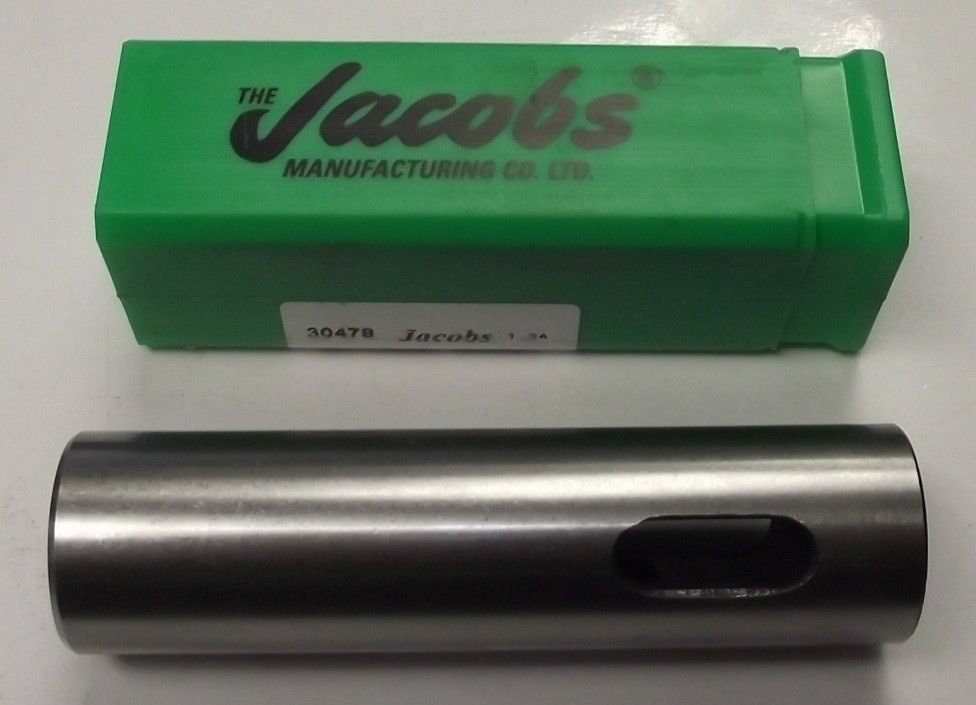 THE Jacobs®
MANUFACTURING CO. LTD.
30478 Jacobs